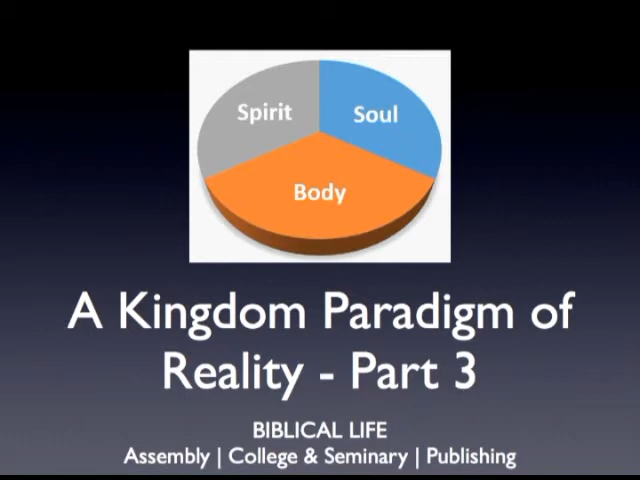 Spirit
Soul
Body
A Kingdom Paradigm of
Reality - Part 3
BIBLICAL LIFE
Assembly | College & Seminary | Publishing